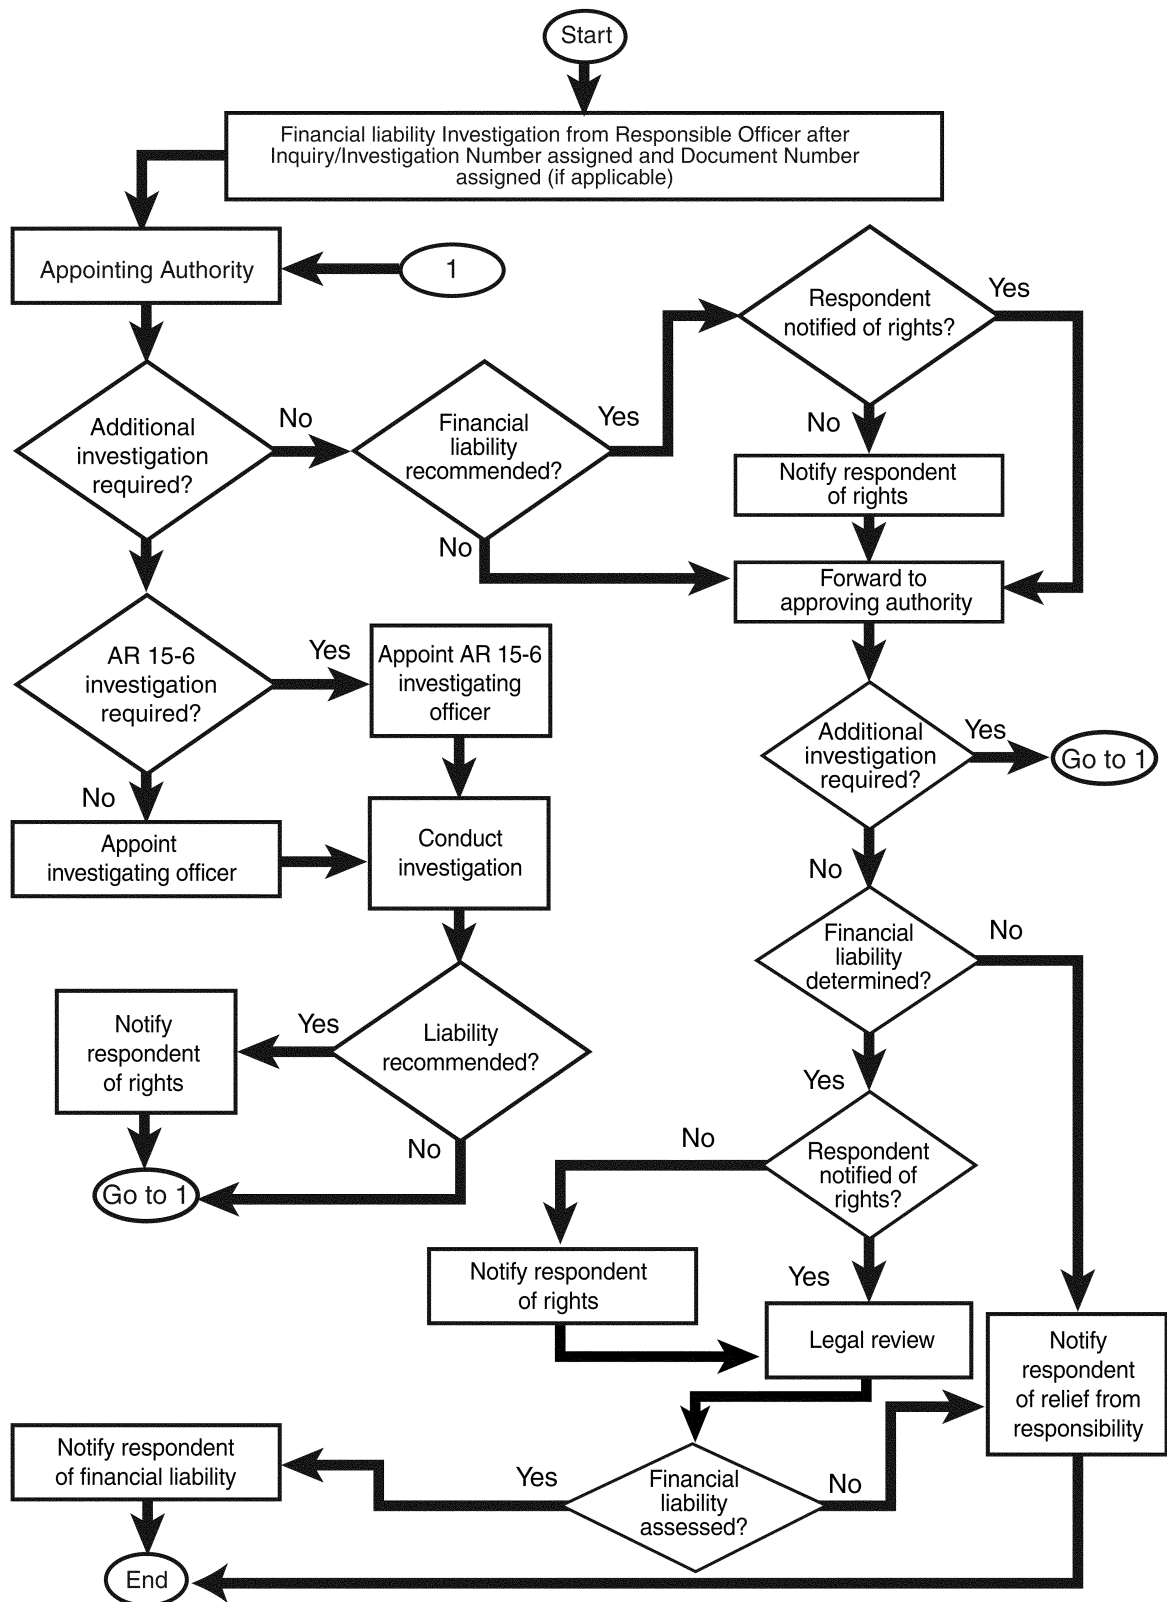 Start
Financial liability Investigation from Responsible Officer after
Inquiry/Investigation Number assigned and Document Number
assigned (if applicable)
Appointing Authority
1
Additional
investigation
required?
No
Financial
liability
recommended?
Yes
No
Respondent
notified of rights?
Yes
No
Notify respondent
of rights
Forward to
approving authority
AR 15-6
investigation
required?
Yes
Appoint AR 15-6
investigating
officer
No
Appoint
investigating officer
Conduct
investigation
Additional
investigation
required?
Yes
Go to 1
No
Liability
recommended?
Yes
Notify
respondent
of rights
No
Go to 1
Financial
liability
determined?
No
Yes
Respondent
notified of
rights?
No
Notify respondent
of rights
Yes
Legal review
Notify
respondent
of relief from
responsibility
Financial
liability
assessed?
Yes
No
Notify respondent
of financial liability
End